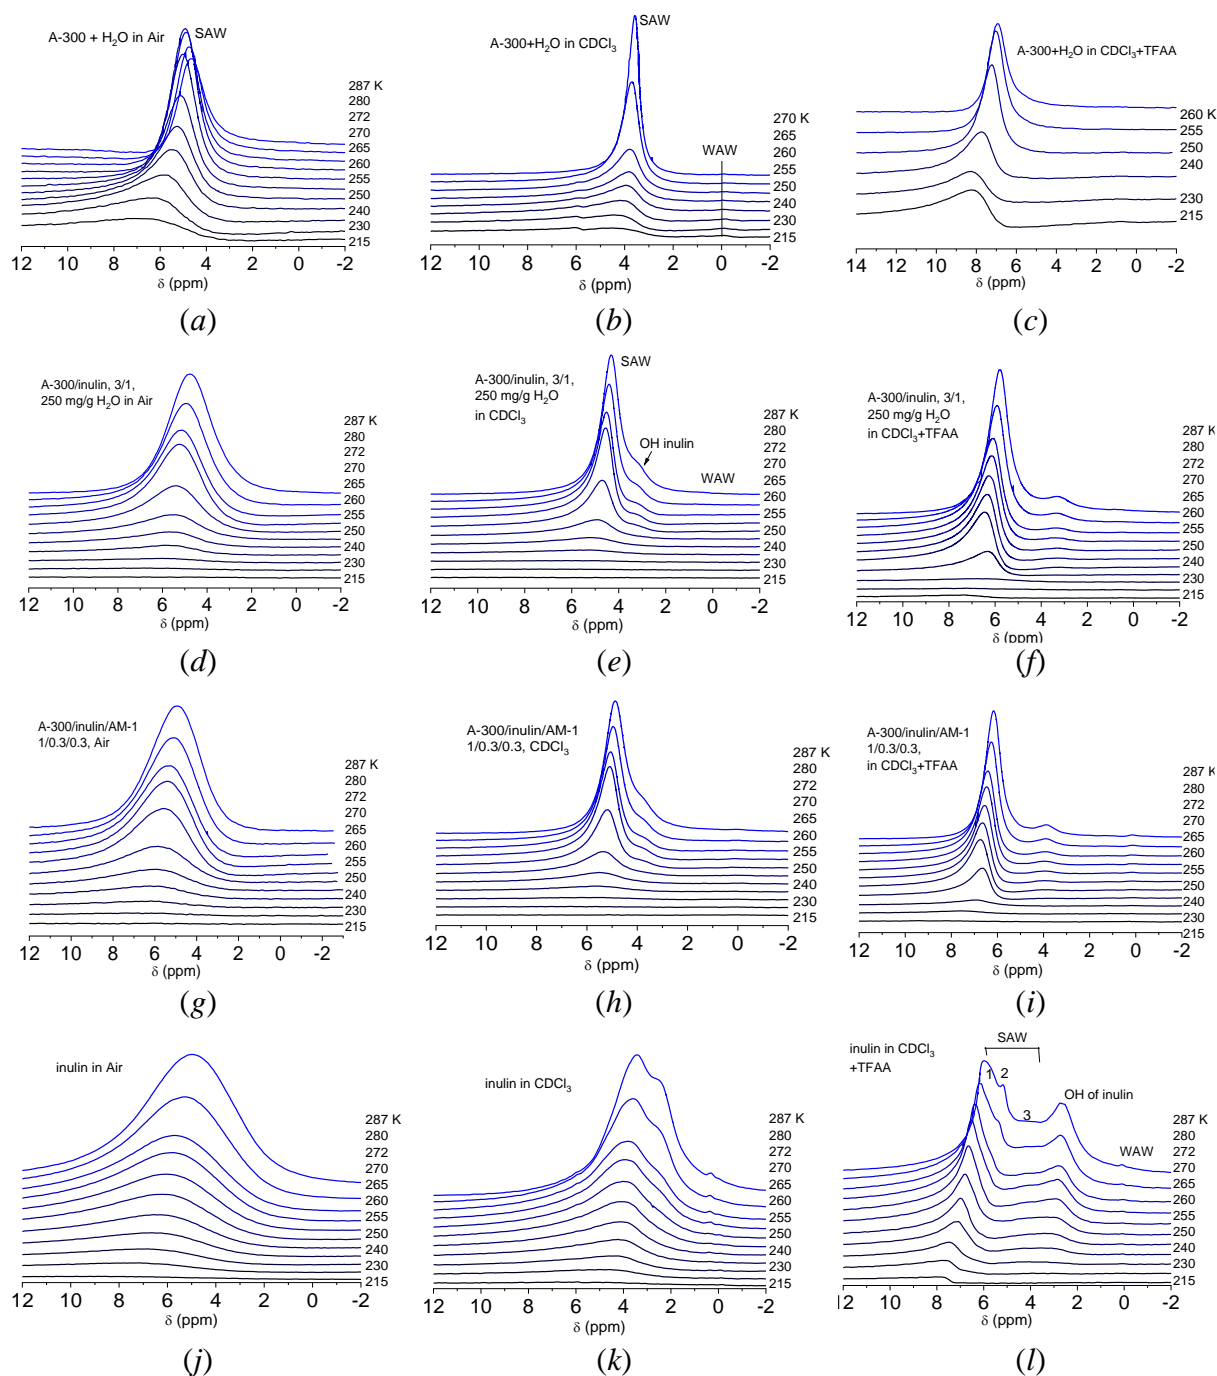 A-300 + H2O in Air
SAW
287 K
280
272
270
265
260
255
250
240
230
215
12 10 8 6 4 2 0 -2
δ (ppm)
(a)
SAW
A-300+H2O in CDCl3
270 K
265
260
WAW
255
250
240
230
215
12 10 8 6 4 2 0 -2
δ (ppm)
(b)
A-300+H2O in CDCl3+TFAA
260 K
255
250
240
230
215
14 12 10 8 6 4 2 0 -2
δ (ppm)
(c)
A-300/inulin, 3/1,
250 mg/g H2O in Air
287 K
280
272
270
265
260
255
250
240
230
215
12 10 8 6 4 2 0 -2
δ (ppm)
(d)
SAW
A-300/inulin, 3/1,
250 mg/g H2O
in CDCl3
OH inulin
WAW
287 K
280
272
270
265
260
255
250
240
230
215
12 10 8 6 4 2 0 -2
δ (ppm)
(e)
A-300/inulin, 3/1,
250 mg/g H2O
in CDCl3+TFAA
287 K
280
272
270
265
260
255
250
240
230
215
12 10 8 6 4 2 0 -2
δ (ppm)
(f)
A-300/inulin/AM-1
1/0.3/0.3, Air
287 K
280
272
270
265
260
255
250
240
230
215
12 10 8 6 4 2 0 -2
δ (ppm)
(g)
A-300/inulin/AM-1
1/0.3/0.3, CDCl3
287 K
280
272
270
265
260
255
250
240
230
215
12 10 8 6 4 2 0 -2
δ (ppm)
(h)
A-300/inulin/AM-1
1/0.3/0.3,
in CDCl3+TFAA
287 K
280
272
270
265
260
255
250
240
230
215
12 10 8 6 4 2 0 -2
δ (ppm)
(i)
inulin in Air
287 K
280
272
270
265
260
255
250
240
230
215
12 10 8 6 4 2 0 -2
δ (ppm)
(j)
inulin in CDCl3
287 K
280
272
270
265
260
255
250
240
230
215
12 10 8 6 4 2 0 -2
δ (ppm)
(k)
SAW
inulin in CDCl3
+TFAA
1 2
3
OH of inulin
WAW
287 K
280
272
270
265
260
255
250
240
230
215
12 10 8 6 4 2 0 -2
δ (ppm)
(l)